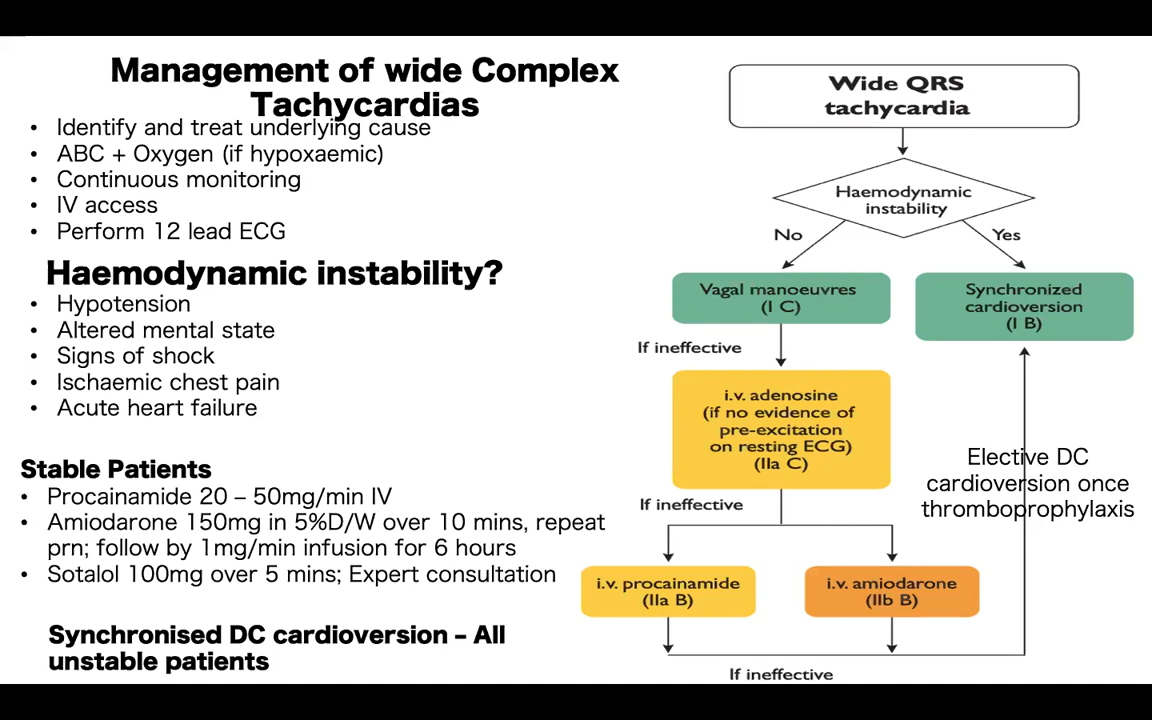 Management of wide Complex
Tachycardias
• Identify and treat underlying cause
• ABC + Oxygen (if hypoxaemic)
• Continuous monitoring
• IV access
• Perform 12 lead ECG
Haemodynamic instability?
• Hypotension
• Altered mental state
• Signs of shock
• Ischaemic chest pain
• Acute heart failure
Stable Patients
• Procainamide 20 – 50mg/min IV
• Amiodarone 150mg in 5%D/W over 10 mins, repeat
prn; follow by 1mg/min infusion for 6 hours
• Sotalol 100mg over 5 mins; Expert consultation
Synchronised DC cardioversion – All
unstable patients
Wide QRS
tachycardia
Haemodynamic
instability
No
Yes
Vagal manoeuvres
(I C)
Synchronized
cardioversion
(I B)
If ineffective
i.v. adenosine
(if no evidence of
pre-excitation
on resting ECG)
(IIa C)
Elective DC
cardioversion once
thromboprophylaxis
If ineffective
i.v. procainamide
(IIa B)
i.v. amiodarone
(IIb B)
If ineffective